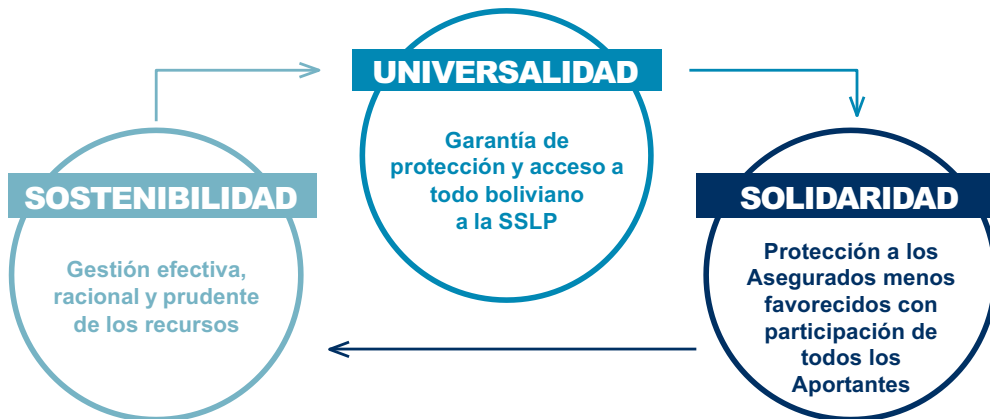 UNIVERSALIDAD
Garantía de
protección y acceso a
todo boliviano
a la SSLP
SOSTENIBILIDAD
Gestión efectiva,
racional y prudente
de los recursos
SOLIDARIDAD
Protección a los
Asegurados menos
favorecidos con
participación de
todos los
Aportantes